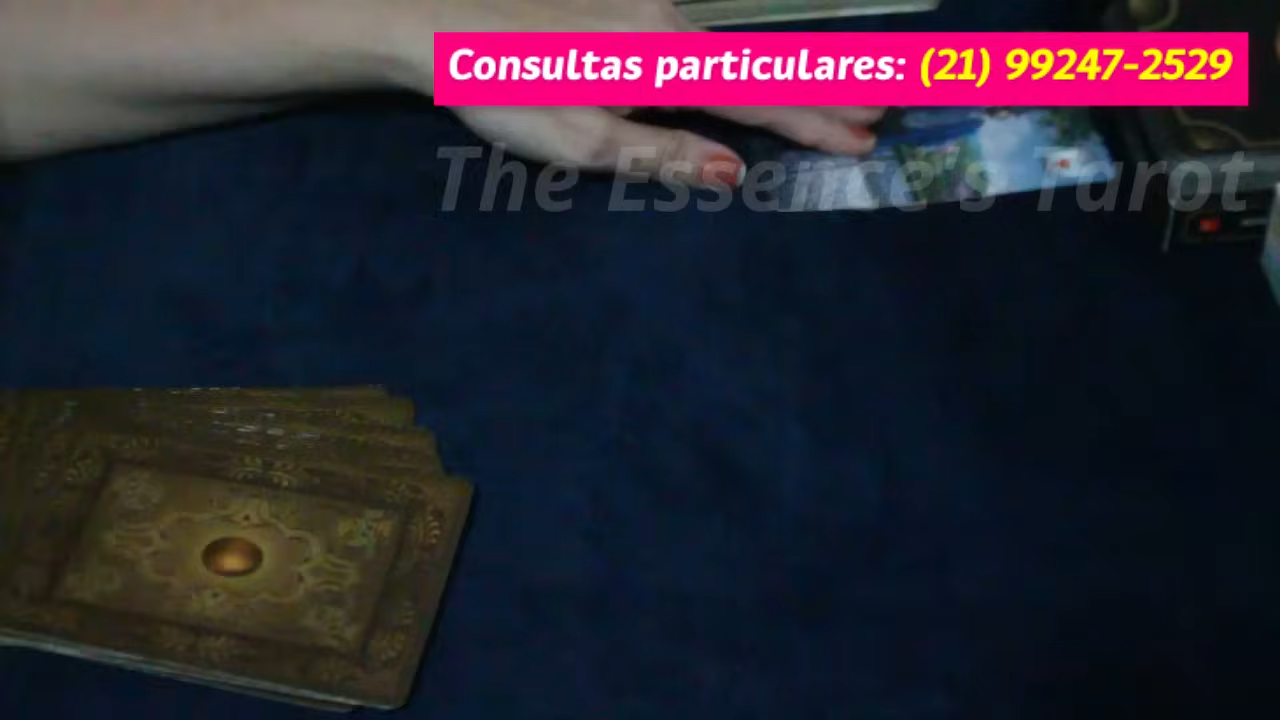 Consultas particulares: (21) 99247-2529
The Essence's Tarot